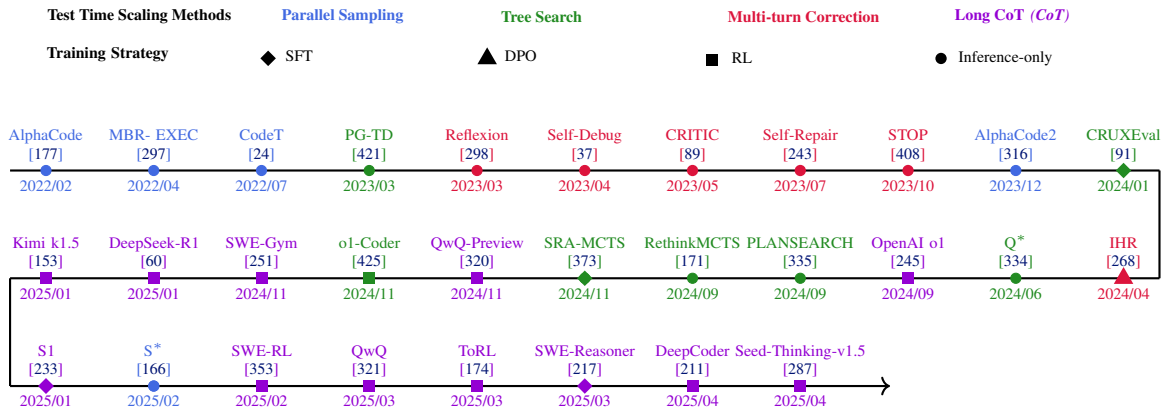 Test Time Scaling Methods Parallel Sampling Tree Search Multi-turn Correction Long CoT (CoT)
Training Strategy SFT DPO RL Inference-only
AlphaCode MBR- EXEC CodeT PG-TD Reflexion Self-Debug CRITIC Self-Repair STOP AlphaCode2 CRUXEval
[177] [297] [24] [421] [298] [37] [89] [243] [408] [316] [91]
2022/02 2022/04 2022/07 2023/03 2023/03 2023/04 2023/05 2023/07 2023/10 2023/12 2024/01
Kimi k1.5 DeepSeek-R1 SWE-Gym o1-Coder QwQ-Preview SRA-MCTS RethinkMCTS PLANSEARCH OpenAI o1 Q* IHR
[153] [60] [251] [425] [320] [373] [171] [335] [245] [334] [268]
2025/01 2025/01 2024/11 2024/11 2024/11 2024/11 2024/09 2024/09 2024/09 2024/06 2024/04
S1 S* SWE-RL QwQ ToRL SWE-Reasoner DeepCoder Seed-Thinking-v1.5
[233] [166] [353] [321] [174] [217] [211] [287]
2025/01 2025/02 2025/02 2025/03 2025/03 2025/03 2025/04 2025/04